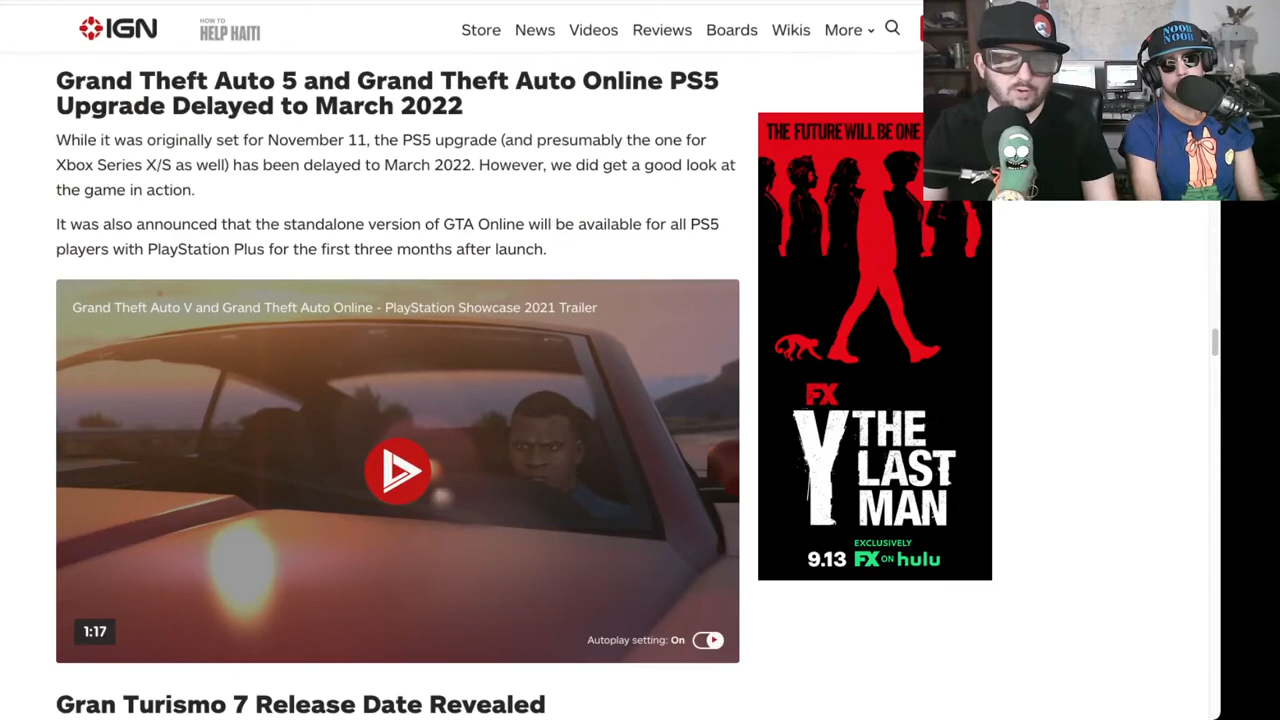 IGN
HOW TO
HELP HAITI
Store News Videos Reviews Boards Wikis More
Grand Theft Auto 5 and Grand Theft Auto Online PS5
Upgrade Delayed to March 2022
While it was originally set for November 11, the PS5 upgrade (and presumably the one for
Xbox Series X/S as well) has been delayed to March 2022. However, we did get a good look at
the game in action.
It was also announced that the standalone version of GTA Online will be available for all PS5
players with PlayStation Plus for the first three months after launch.
Grand Theft Auto V and Grand Theft Auto Online - PlayStation Showcase 2021 Trailer
1:17
Autoplay setting: On
Gran Turismo 7 Release Date Revealed
THE FUTURE WILL BE ONE
FX
Y THE
LAST
MAN
EXCLUSIVELY
9.13 FX ON hulu
NOOB
NOOB